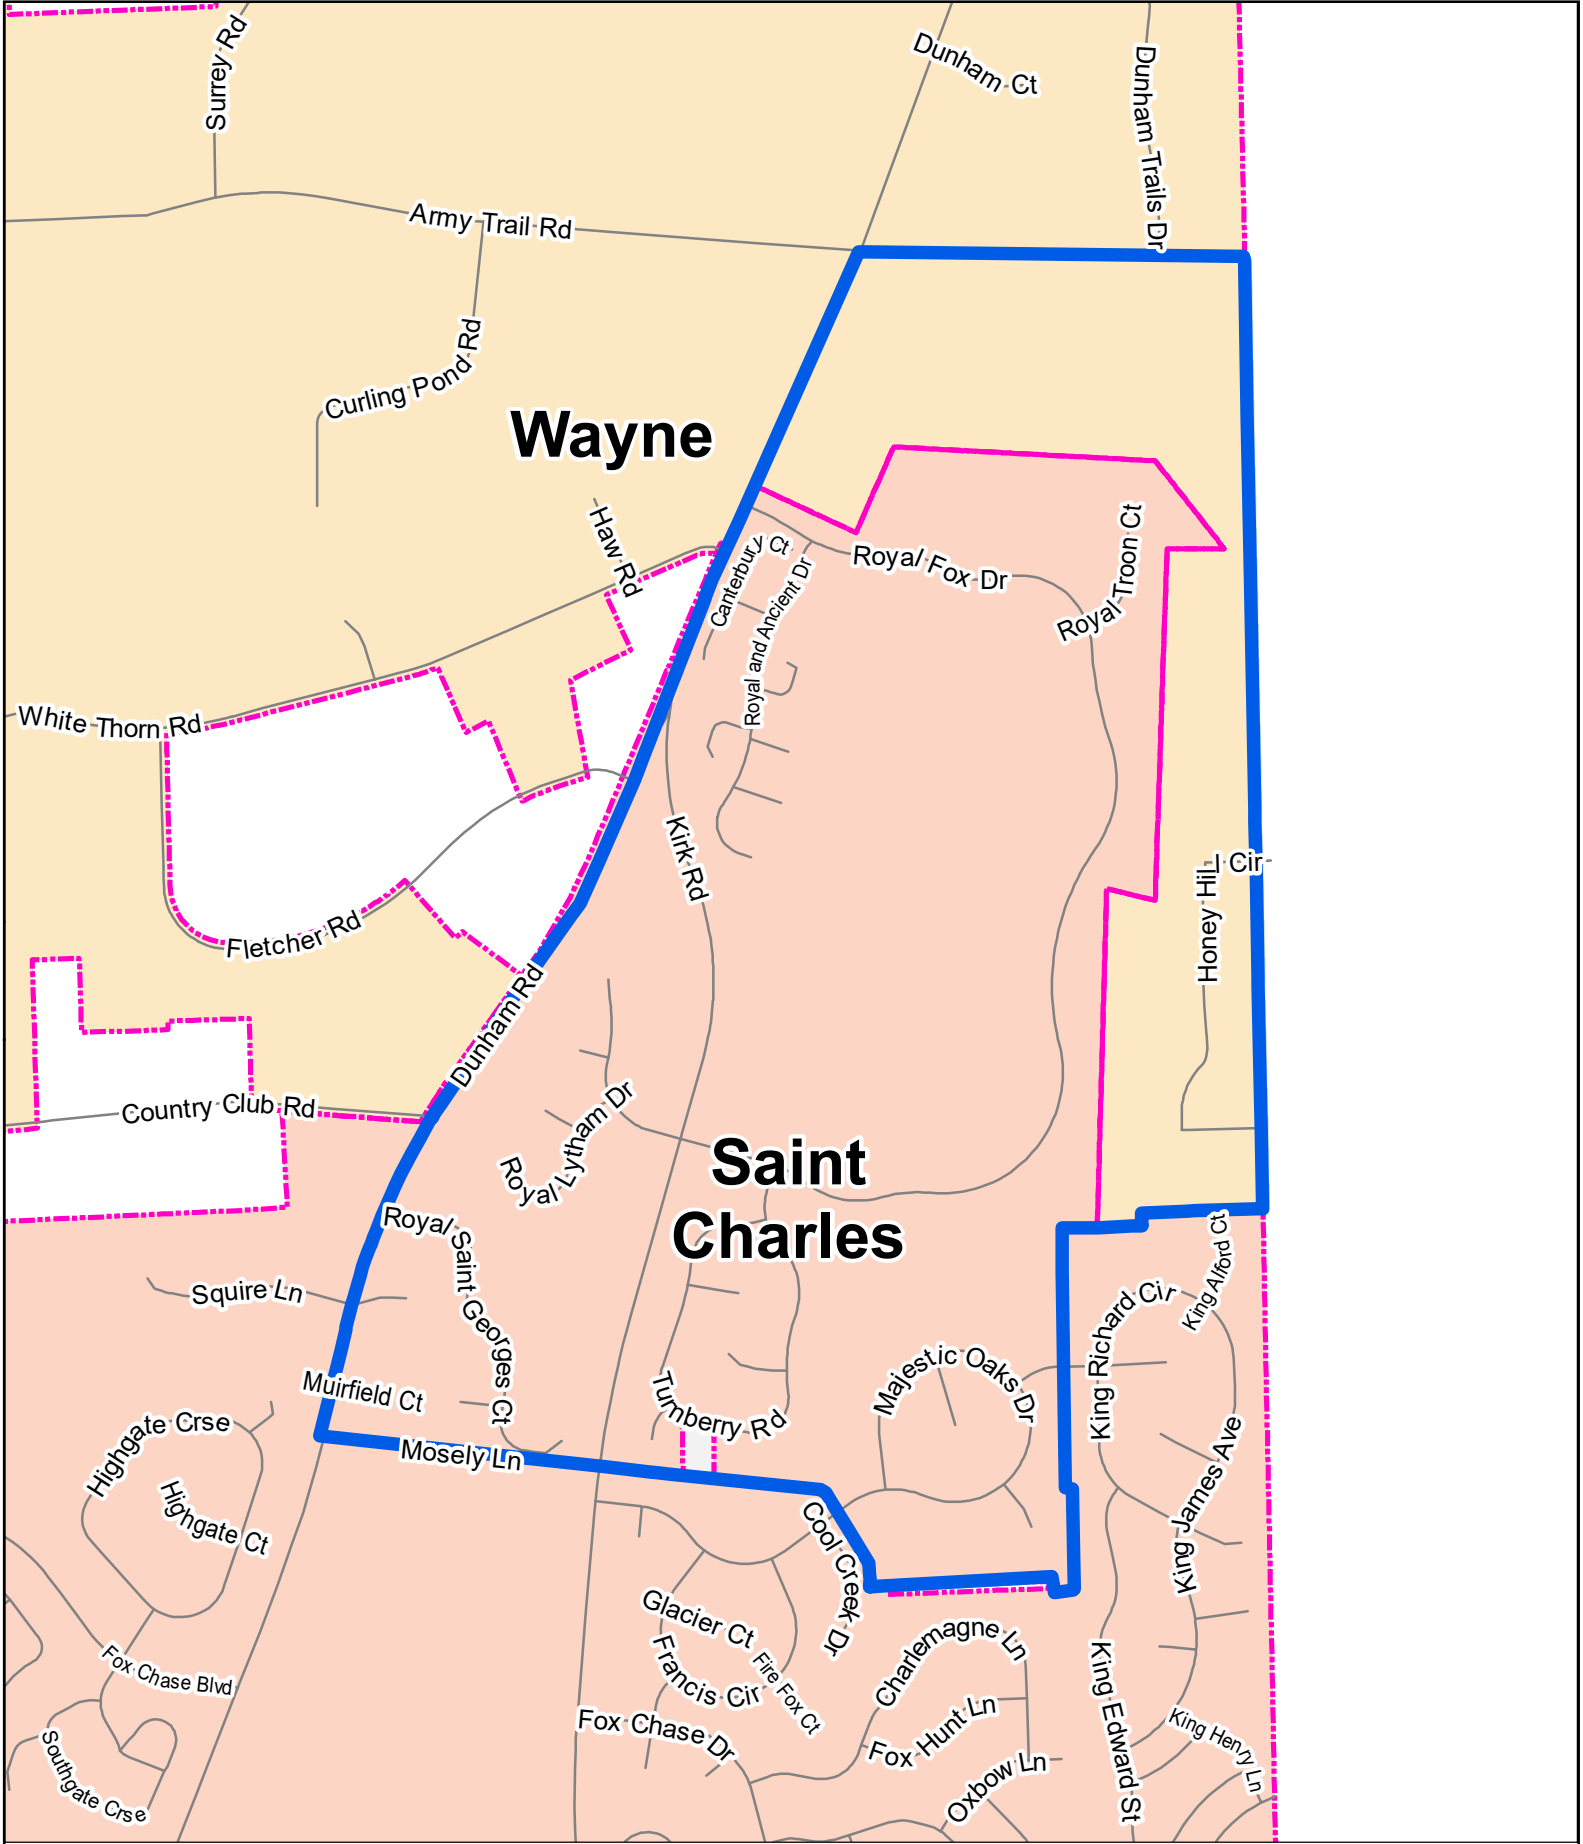 Surrey Rd
Dunham Ct
Dunham Trails Dr
Army Trail Rd
Curling Pond Rd
Wayne
Haw Rd
Canterbury Ct
Royal and Ancient Dr
Royal Fox Dr
Royal Troon Ct
White Thorn Rd
Kirk Rd
Honey Hill Cir
Fletcher Rd
Dunham Rd
Country Club Rd
Royal Lytham Dr
Saint
Charles
Royal Saint Georges Ct
Squire Ln
King Alford Ct
King Richard Cir
Muirfield Ct
Majestic Oaks Dr
Turnberry Rd
Highgate Crse
Mosely Ln
Highgate Ct
King James Ave
Cool Creek Dr
Glacier Ct
Francis Cir
Fire Fox Ct
Charlemagne Ln
Fox Chase Blvd
Fox Chase Dr
Fox Hunt Ln
King Edward St
King Henry Ln
Southgate Crse
Oxbow Ln